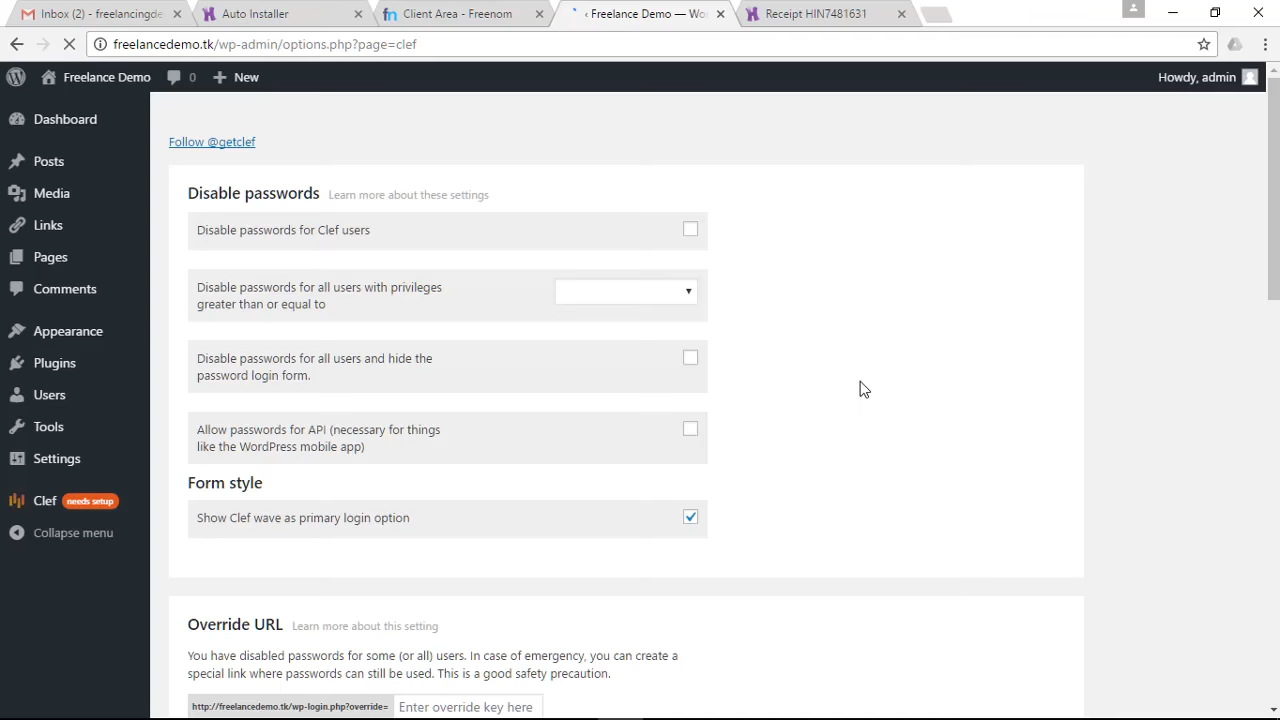 Inbox (2) - freelancingde
Auto Installer
Client Area - Freenom
‹ Freelance Demo — Wo
Receipt HIN7481631
freelancedemo.tk/wp-admin/options.php?page=clef
Freelance Demo
0
New
Howdy, admin
Dashboard
Posts
Media
Links
Pages
Comments
Appearance
Plugins
Users
Tools
Settings
Clef needs setup
Collapse menu
Follow @getclef
Disable passwords Learn more about these settings
Disable passwords for Clef users
Disable passwords for all users with privileges
greater than or equal to
Disable passwords for all users and hide the
password login form.
Allow passwords for API (necessary for things
like the WordPress mobile app)
Form style
Show Clef wave as primary login option
Override URL Learn more about this setting
You have disabled passwords for some (or all) users. In case of emergency, you can create a
special link where passwords can still be used. This is a good safety precaution.
http://freelancedemo.tk/wp-login.php?override= Enter override key here